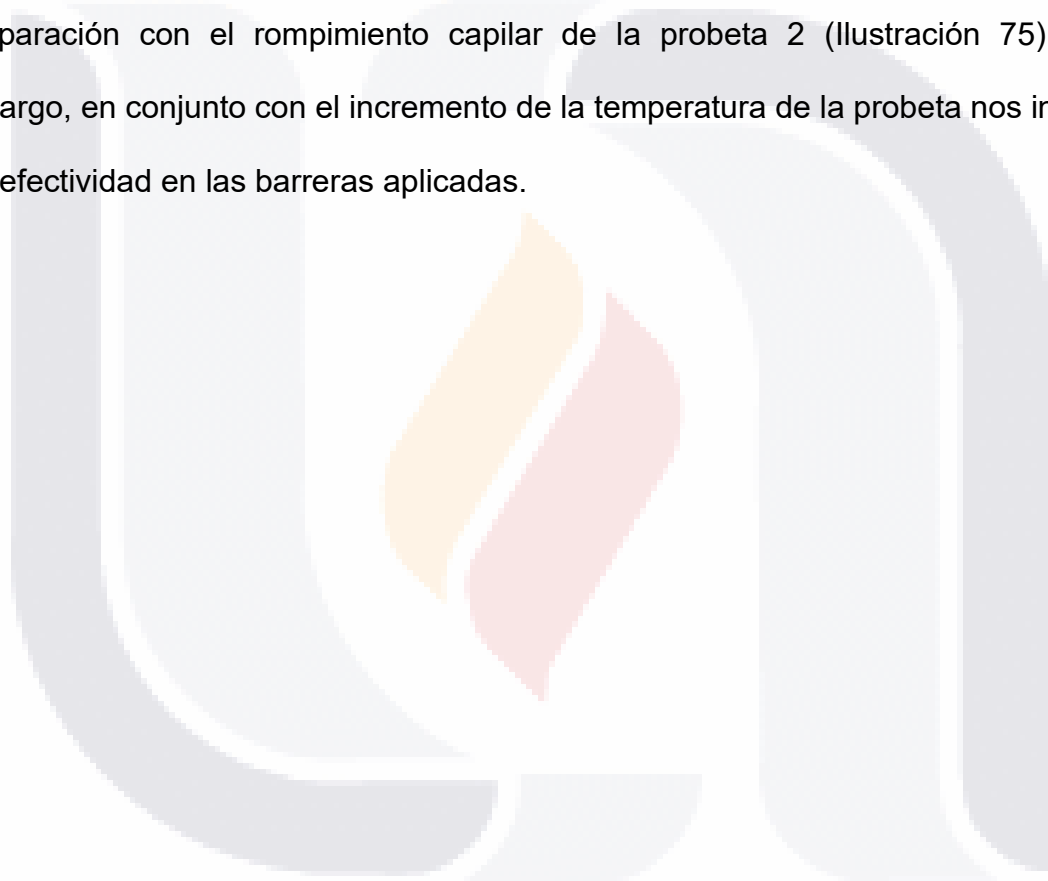 paración con el rompimiento capilar de la probeta 2 (Ilustración 75)
argo, en conjunto con el incremento de la temperatura de la probeta nos in
efectividad en las barreras aplicadas.